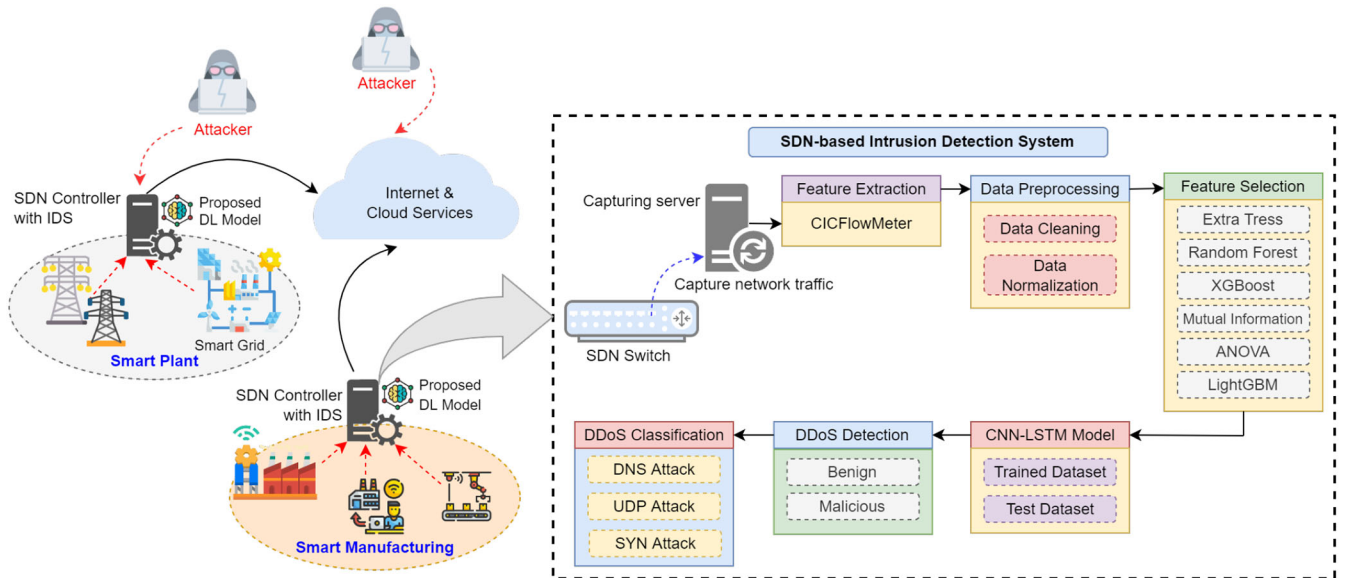 Attacker
Attacker
SDN Controller
with IDS
Proposed
DL Model
Internet &
Cloud Services
Smart Grid
Smart Plant
SDN Controller
with IDS
Proposed
DL Model
Smart Manufacturing
SDN-based Intrusion Detection System
Capturing server
Capture network traffic
SDN Switch
Feature Extraction
CICFlowMeter
Data Preprocessing
Data Cleaning
Data
Normalization
Feature Selection
Extra Tress
Random Forest
XGBoost
Mutual Information
ANOVA
LightGBM
CNN-LSTM Model
Trained Dataset
Test Dataset
DDoS Detection
Benign
Malicious
DDoS Classification
DNS Attack
UDP Attack
SYN Attack